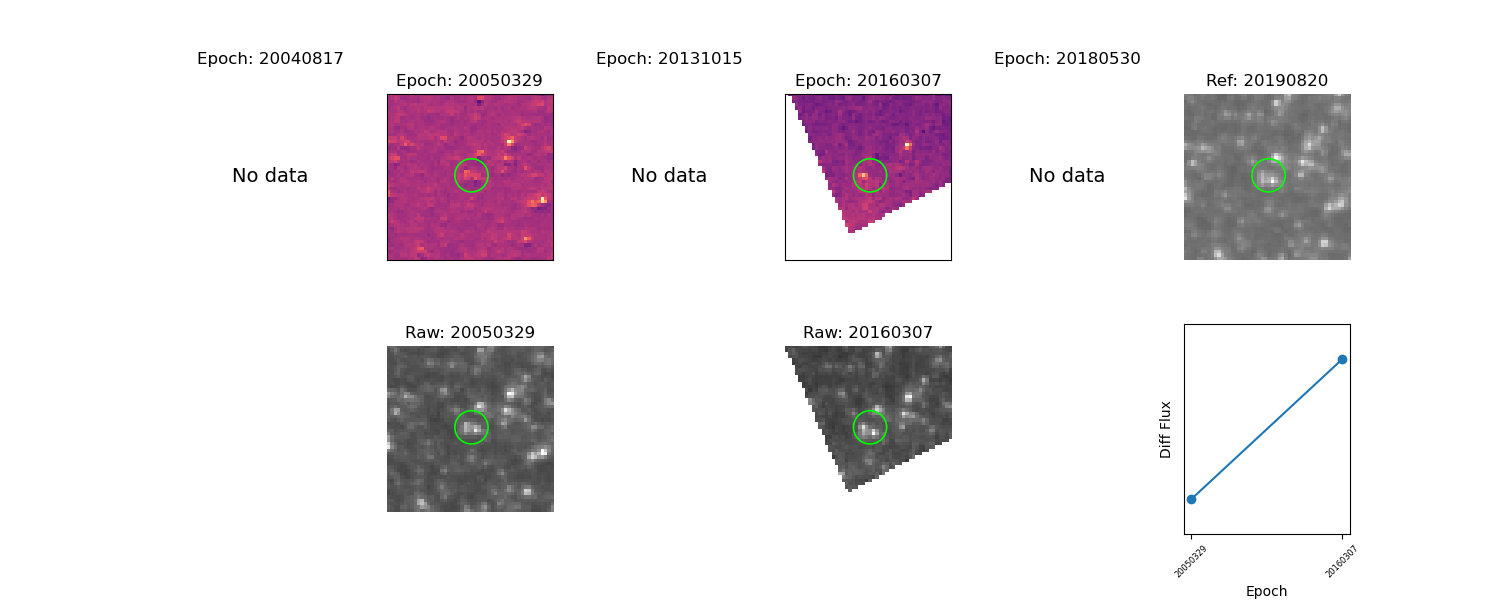 Epoch: 20040817
No data
Epoch: 20050329
Epoch: 20131015
No data
Epoch: 20160307
Epoch: 20180530
No data
Ref: 20190820
Raw: 20050329
Raw: 20160307
Diff Flux
20050329
20160307
Epoch